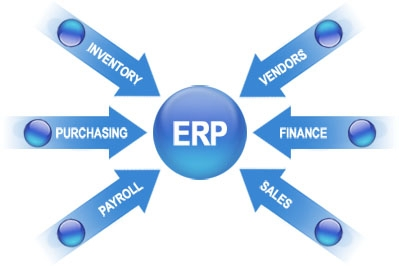 INVENTORY
VENDORS
PURCHASING
ERP
FINANCE
PAYROLL
SALES